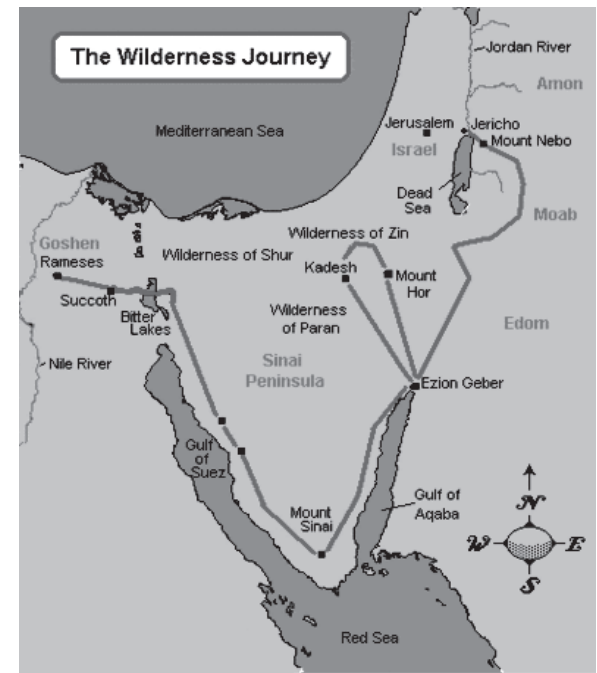 The Wilderness Journey
Jordan River
Amon
Mediterranean Sea
Jerusalem
Jericho
Israel
Mount Nebo
Dead
Sea
Moab
Goshen
Rameses
Wilderness of Shur
Wilderness of Zin
Kadesh
Mount
Hor
Succoth
Bitter
Lakes
Wilderness
of Paran
Edom
Nile River
Sinai
Peninsula
Ezion Geber
Gulf
of
Suez
Mount
Sinai
Gulf of
Aqaba
N
W
E
S
Red Sea